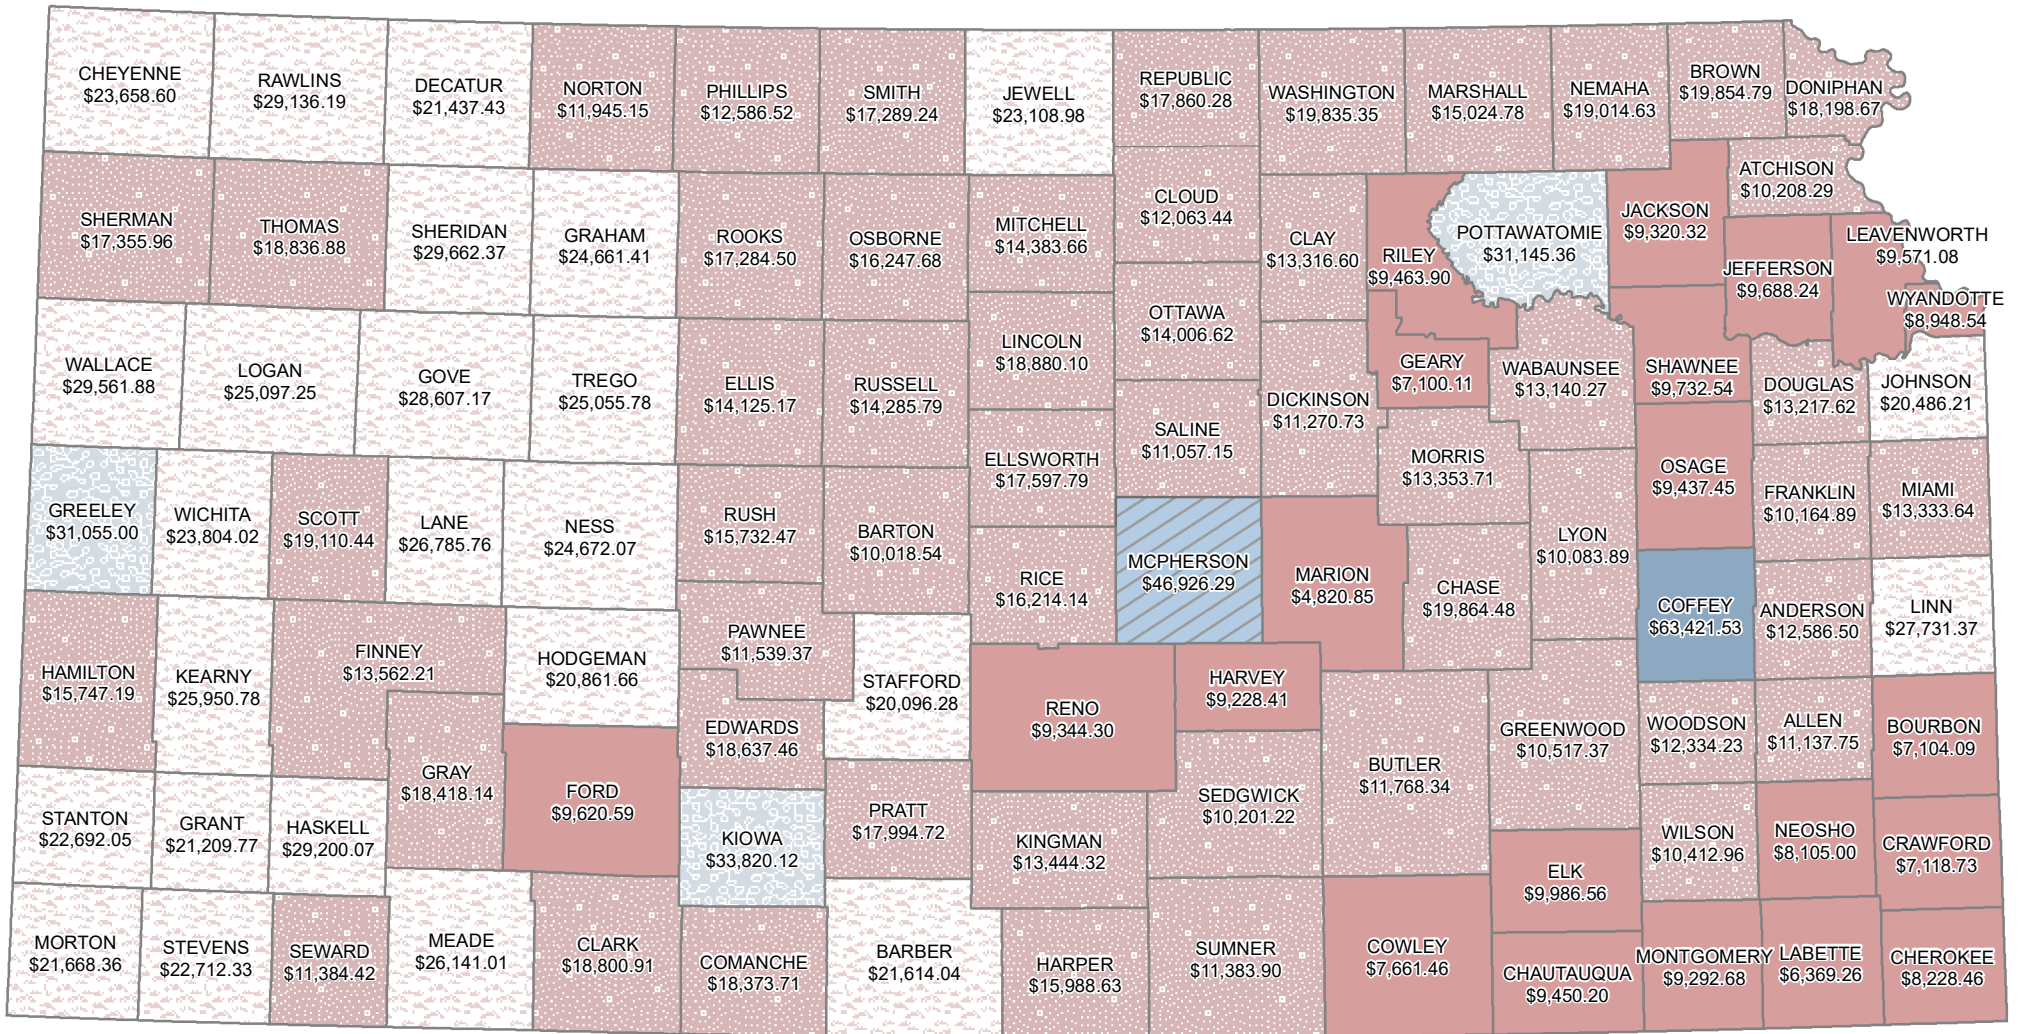 CHEYENNE
$23,658.60
RAWLINS
$29,136.19
DECATUR
$21,437.43
NORTON
$11,945.15
PHILLIPS
$12,586.52
SMITH
$17,289.24
JEWELL
$23,108.98
REPUBLIC
$17,860.28
WASHINGTON
$19,835.35
MARSHALL
$15,024.78
NEMAHA
$19,014.63
BROWN
$19,854.79
DONIPHAN
$18,198.67
SHERMAN
$17,355.96
THOMAS
$18,836.88
SHERIDAN
$29,662.37
GRAHAM
$24,661.41
ROOKS
$17,284.50
OSBORNE
$16,247.68
MITCHELL
$14,383.66
CLOUD
$12,063.44
CLAY
$13,316.60
RILEY
$9,463.90
POTTAWATOMIE
$31,145.36
JACKSON
$9,320.32
ATCHISON
$10,208.29
JEFFERSON
$9,688.24
LEAVENWORTH
$9,571.08
WYANDOTTE
$8,948.54
WALLACE
$29,561.88
LOGAN
$25,097.25
GOVE
$28,607.17
TREGO
$25,055.78
ELLIS
$14,125.17
RUSSELL
$14,285.79
LINCOLN
$18,880.10
OTTAWA
$14,006.62
DICKINSON
$11,270.73
GEARY
$7,100.11
WABAUNSEE
$13,140.27
SHAWNEE
$9,732.54
DOUGLAS
$13,217.62
JOHNSON
$20,486.21
GREELEY
$31,055.00
WICHITA
$23,804.02
SCOTT
$19,110.44
LANE
$26,785.76
NESS
$24,672.07
RUSH
$15,732.47
BARTON
$10,018.54
ELLSWORTH
$17,597.79
SALINE
$11,057.15
MORRIS
$13,353.71
OSAGE
$9,437.45
FRANKLIN
$10,164.89
MIAMI
$13,333.64
RICE
$16,214.14
MCPHERSON
$46,926.29
MARION
$4,820.85
CHASE
$19,864.48
LYON
$10,083.89
COFFEY
$63,421.53
ANDERSON
$12,586.50
LINN
$27,731.37
HAMILTON
$15,747.19
KEARNY
$25,950.78
FINNEY
$13,562.21
HODGEMAN
$20,861.66
PAWNEE
$11,539.37
STAFFORD
$20,096.28
EDWARDS
$18,637.46
RENO
$9,344.30
HARVEY
$9,228.41
BUTLER
$11,768.34
GREENWOOD
$10,517.37
WOODSON
$12,334.23
ALLEN
$11,137.75
BOURBON
$7,104.09
STANTON
$22,692.05
GRANT
$21,209.77
HASKELL
$29,200.07
GRAY
$18,418.14
FORD
$9,620.59
KIOWA
$33,820.12
PRATT
$17,994.72
KINGMAN
$13,444.32
SEDGWICK
$10,201.22
ELK
$9,986.56
WILSON
$10,412.96
NEOSHO
$8,105.00
CRAWFORD
$7,118.73
MORTON
$21,668.36
STEVENS
$22,712.33
SEWARD
$11,384.42
MEADE
$26,141.01
CLARK
$18,800.91
COMANCHE
$18,373.71
BARBER
$21,614.04
HARPER
$15,988.63
SUMNER
$11,383.90
COWLEY
$7,661.46
CHAUTAUQUA
$9,450.20
MONTGOMERY
$9,292.68
LABETTE
$6,369.26
CHEROKEE
$8,228.46